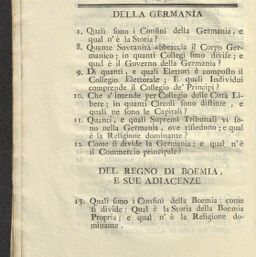 DELLA GERMANIA
1. Quali sono i Confini della Germania, e
qual n'è la Storia?
8. Quante Sovranità abbraccia il Corpo Ger-
manico; in quanti Collegi sono divise; e
qual è il Governo della Germania?
9. Di quanti, e quali Elettori è composto il
Collegio Elettorale; E quali Individui
comprende il Collegio de' Principi?
10. Che s'intende per Collegio delle Città Li-
bere; in quanti Circoli sono distinte, e
quali ne sono le Capitali?
11. Quanti, e quali Supremi Tribunali vi so-
no nella Germania, ove risiedono; e qual
è la Religione dominante?
12. Come si divide la Germania; e qual n'è
il Commercio principale?
DEL REGNO DI BOEMIA,
E SUE ADIACENZE
13. Quali sono i Confini della Boemia: come
si divide: Qual è la Storia della Boemia
Propria; e qual n'è la Religione do-
minante.